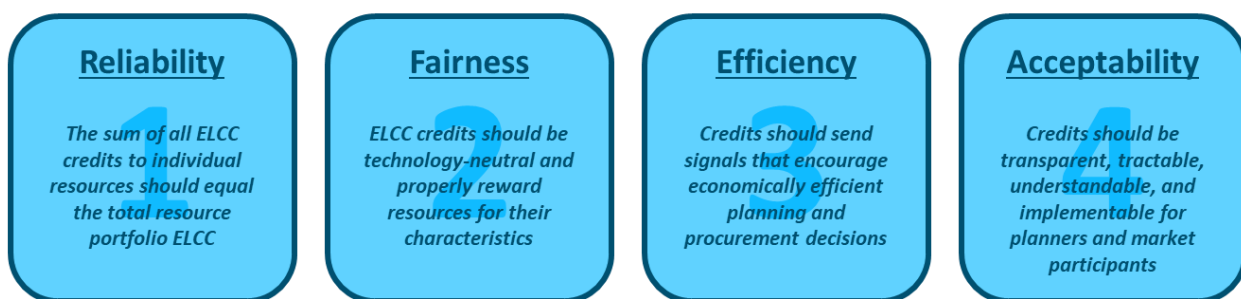 Reliability
1
The sum of all ELCC
credits to individual
resources should equal
the total resource
portfolio ELCC
Fairness
2
ELCC credits should be
technology-neutral and
properly reward
resources for their
characteristics
Efficiency
3
Credits should send
signals that encourage
economically efficient
planning and
procurement decisions
Acceptability
4
Credits should be
transparent, tractable,
understandable, and
implementable for
planners and market
participants